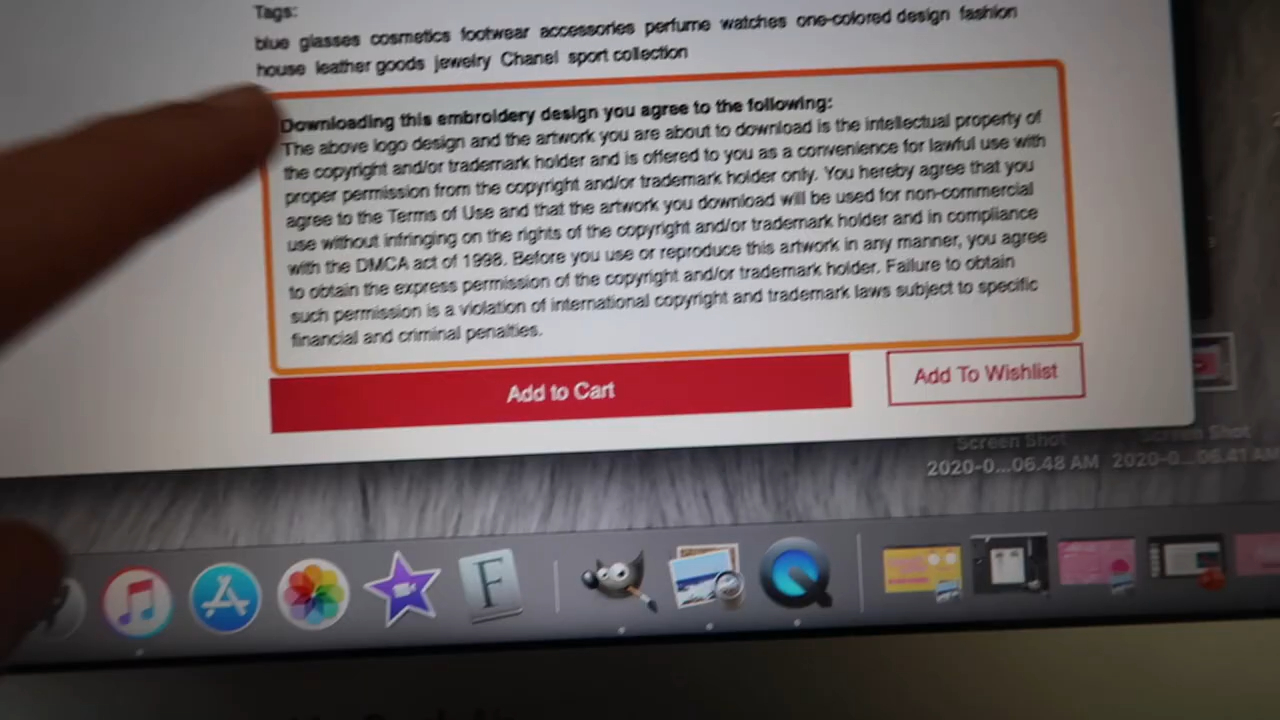 Tags:
blue glasses cosmetics footwear accessories perfume watches one-colored design fashion
house leather goods jewelry Chanel sport collection
Downloading this embroidery design you agree to the following:
The above logo design and the artwork you are about to download is the intellectual property of
the copyright and/or trademark holder and is offered to you as a convenience for lawful use with
proper permission from the copyright and/or trademark holder only. You hereby agree that you
agree to the Terms of Use and that the artwork you download will be used for non-commercial
use without infringing on the rights of the copyright and/or trademark holder and in compliance
with the DMCA act of 1998. Before you use or reproduce this artwork in any manner, you agree
to obtain the express permission of the copyright and/or trademark holder. Failure to obtain
such permission is a violation of international copyright and trademark laws subject to specific
financial and criminal penalties.
Add to Cart
Add To Wishlist
Screen Shot
2020-0...06.48 AM
Screen Shot
2020-0...06.41 AM
F